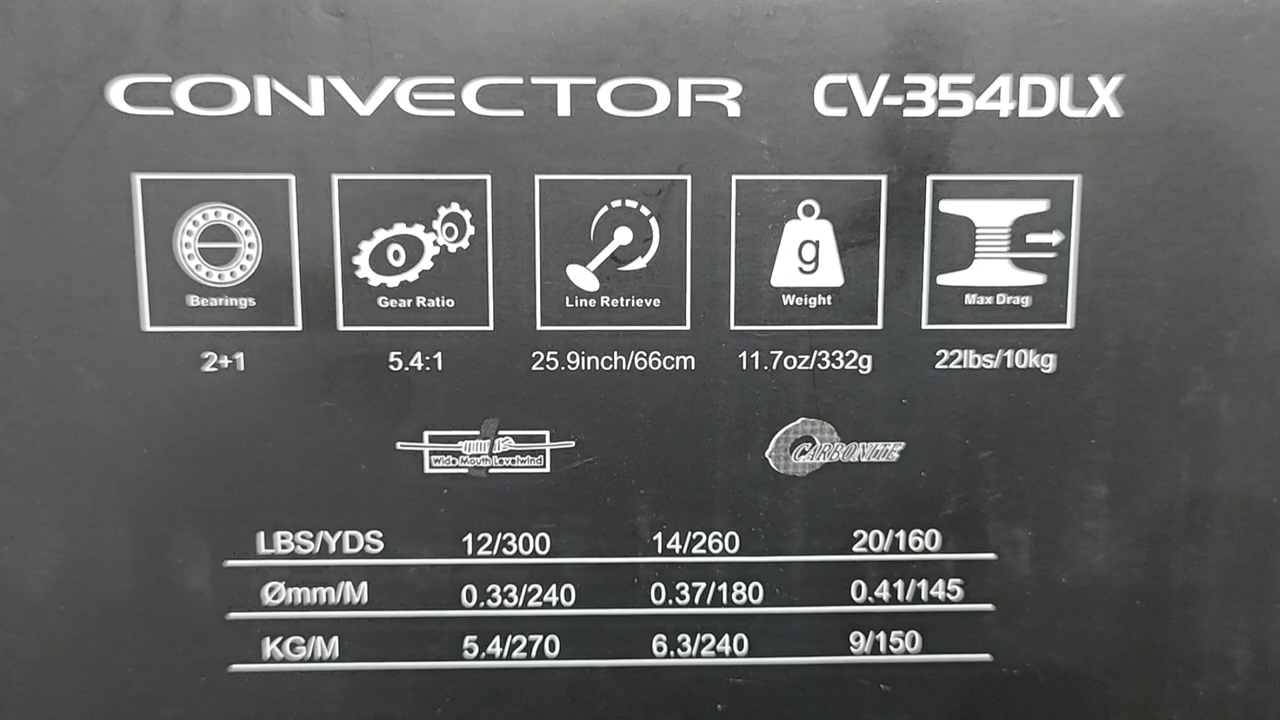 CONVECTOR CV-354DLX
Bearings Gear Ratio Line Retrieve g Weight Max Drag
2+1 5.4:1 25.9inch/66cm 11.7oz/332g 22lbs/10kg
Wide Mouth Levelwind CARBONITE
LBS/YDS 12/300 14/260 20/160
Ømm/M 0.33/240 0.37/180 0.41/145
KG/M 5.4/270 6.3/240 9/150